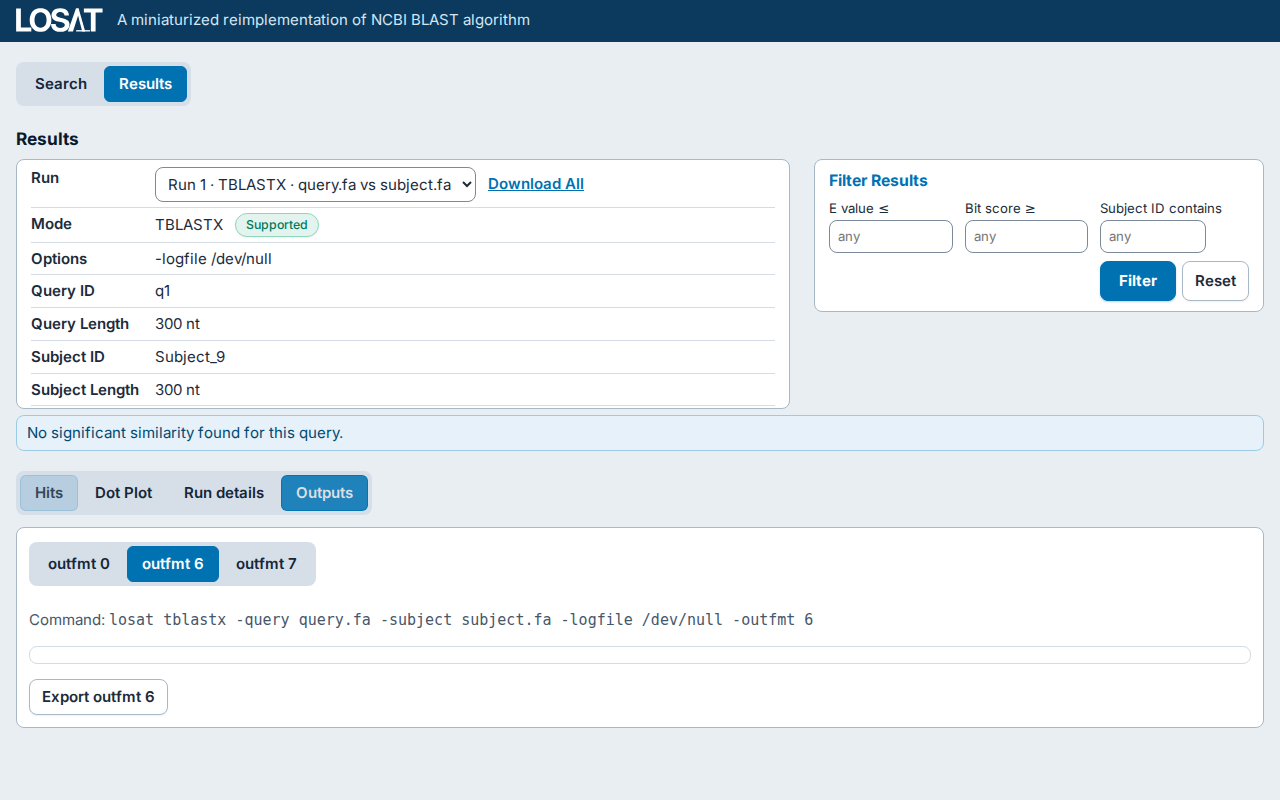 LOSAT A miniaturized reimplementation of NCBI BLAST algorithm
Search Results
Results
Run Run 1 · TBLASTX · query.fa vs subject.fa Download All
Mode TBLASTX Supported
Options -logfile /dev/null
Query ID q1
Query Length 300 nt
Subject ID Subject_9
Subject Length 300 nt
Filter Results
E value ≤ Bit score ≥ Subject ID contains
any any any
Filter Reset
No significant similarity found for this query.
Hits Dot Plot Run details Outputs
outfmt 0 outfmt 6 outfmt 7
Command: losat tblastx -query query.fa -subject subject.fa -logfile /dev/null -outfmt 6
Export outfmt 6